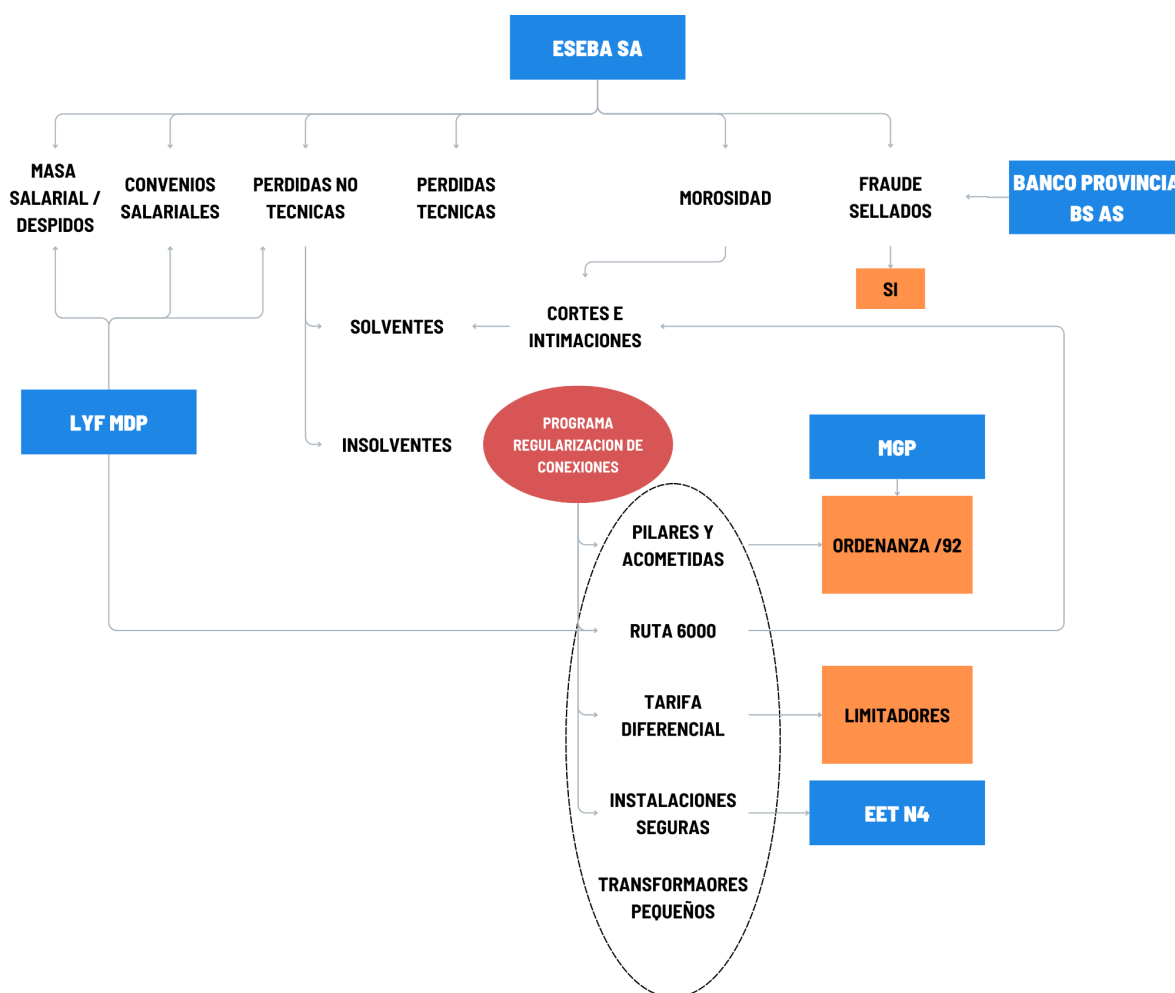 ESEBA SA
MASA
SALARIAL /
DESPIDOS
CONVENIOS
SALARIALES
PERDIDAS NO
TECNICAS
PERDIDAS
TECNICAS
MOROSIDAD
FRAUDE
SELLADOS
BANCO PROVINCIA
BS AS
SI
SOLVENTES
CORTES E
INTIMACIONES
LYF MDP
INSOLVENTES
PROGRAMA
REGULARIZACION DE
CONEXIONES
MGP
PILARES Y
ACOMETIDAS
ORDENANZA /92
RUTA 6000
TARIFA
DIFERENCIAL
LIMITADORES
INSTALACIONES
SEGURAS
EET N4
TRANSFORMAORES
PEQUEÑOS